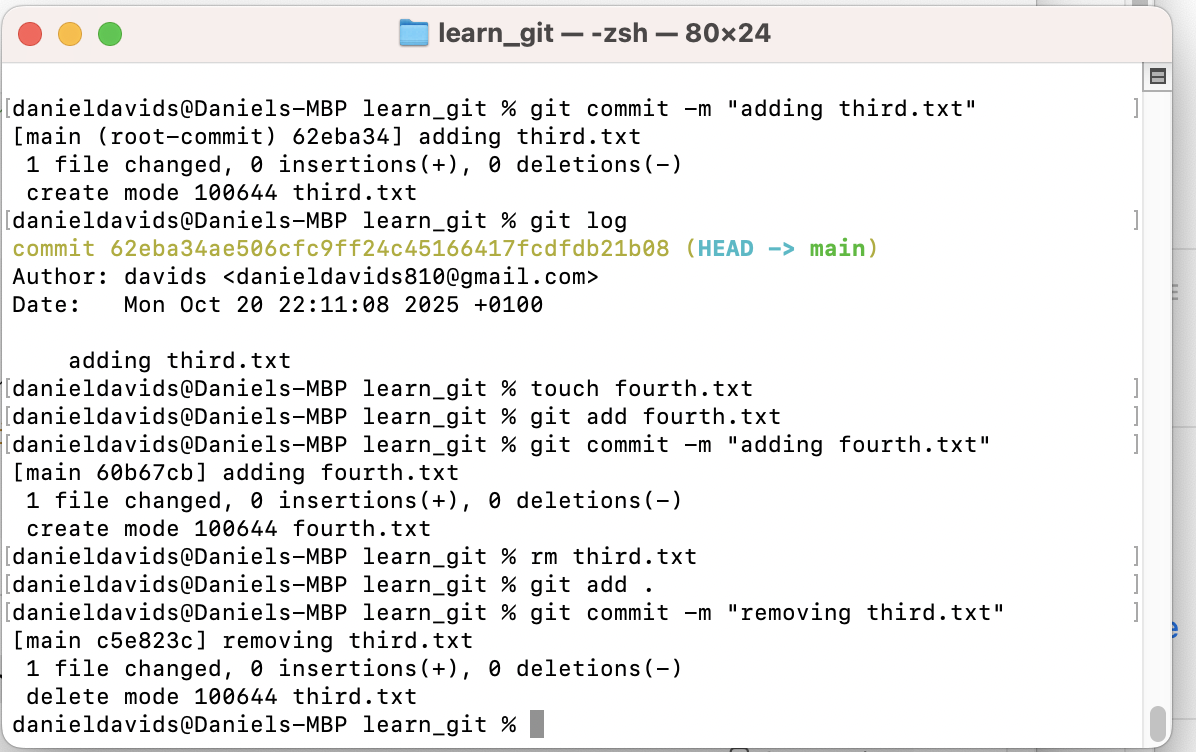 learn_git — -zsh — 80×24
[danieldavids@Daniels-MBP learn_git % git commit -m "adding third.txt" ]
[main (root-commit) 62eba34] adding third.txt
 1 file changed, 0 insertions(+), 0 deletions(-)
 create mode 100644 third.txt
[danieldavids@Daniels-MBP learn_git % git log ]
commit 62eba34ae506cfc9ff24c45166417fcdfdb21b08 (HEAD -> main)
Author: davids <danieldavids810@gmail.com>
Date:   Mon Oct 20 22:11:08 2025 +0100
    adding third.txt
[danieldavids@Daniels-MBP learn_git % touch fourth.txt ]
[danieldavids@Daniels-MBP learn_git % git add fourth.txt ]
[danieldavids@Daniels-MBP learn_git % git commit -m "adding fourth.txt" ]
[main 60b67cb] adding fourth.txt
 1 file changed, 0 insertions(+), 0 deletions(-)
 create mode 100644 fourth.txt
[danieldavids@Daniels-MBP learn_git % rm third.txt ]
[danieldavids@Daniels-MBP learn_git % git add . ]
[danieldavids@Daniels-MBP learn_git % git commit -m "removing third.txt" ]
[main c5e823c] removing third.txt
 1 file changed, 0 insertions(+), 0 deletions(-)
 delete mode 100644 third.txt
danieldavids@Daniels-MBP learn_git %